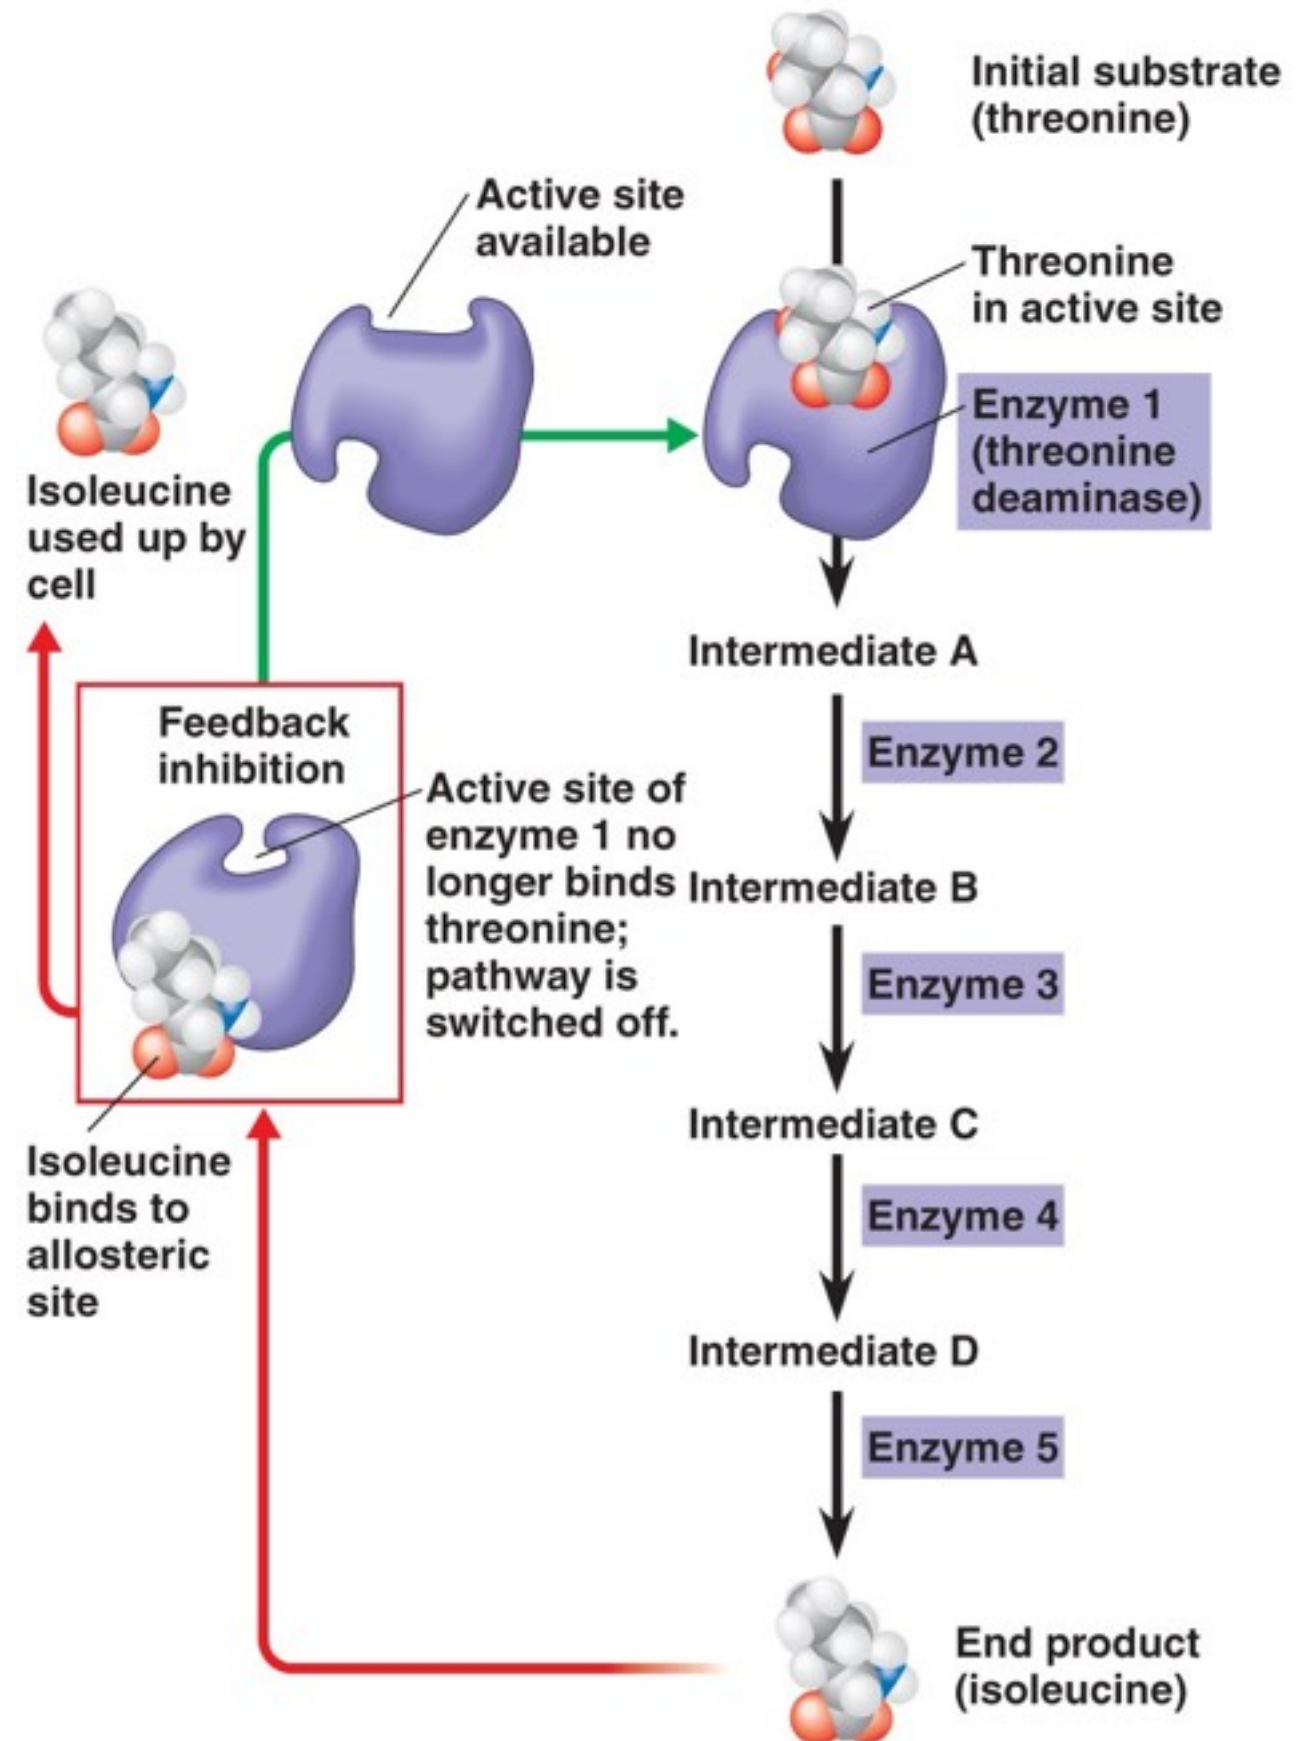 Initial substrate
(threonine)
Active site
available
Threonine
in active site
Enzyme 1
(threonine
deaminase)
Isoleucine
used up by
cell
Intermediate A
Feedback
inhibition
Enzyme 2
Active site of
enzyme 1 no
longer binds
threonine;
pathway is
switched off.
Intermediate B
Enzyme 3
Intermediate C
Isoleucine
binds to
allosteric
site
Enzyme 4
Intermediate D
Enzyme 5
End product
(isoleucine)